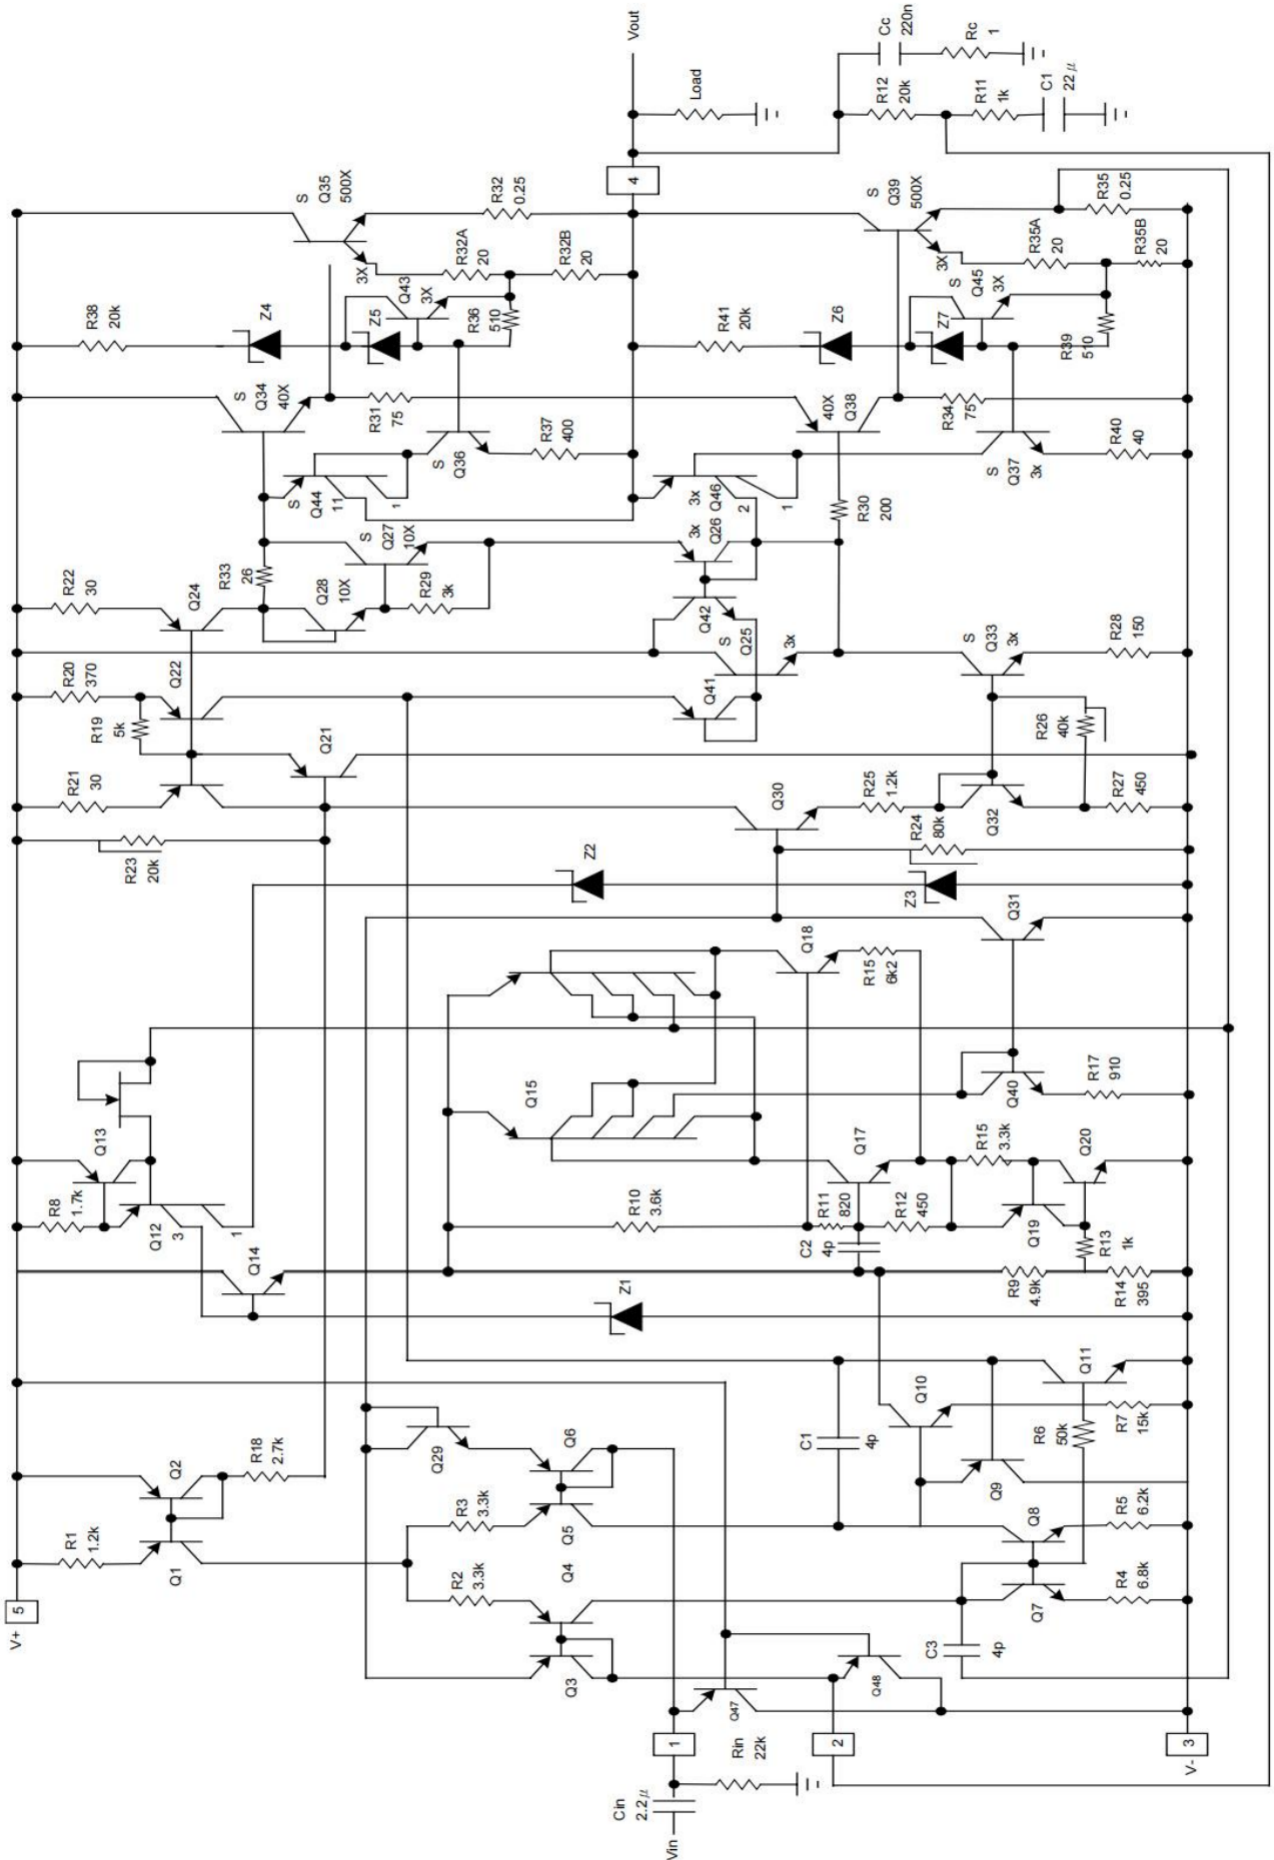 V+
5
R1
1.2k
Q1
Q2
R18
2.7k
R8
1.7k
Q12
3
1
Q13
Q14
R23
20k
R21
30
R19
5k
R20
370
Q22
Q21
R22
30
Q24
R33
26
Q28
10X
S
Q27
10X
R29
3k
S
Q44
11
1
S
Q34
40X
R31
75
S
Q36
R37
400
R38
20k
Z4
Z5
Q43
3X
R36
510
3X
R32A
20
R32B
20
S
Q35
500X
R32
0.25
4
Vout
Load
Cc
220n
Rc
1
R12
20k
R11
1k
C1
22 μ
Q29
Q6
R3
3.3k
R2
3.3k
Q5
Q4
Q3
Q15
Z1
Z2
R10
3.6k
R11
820
C2
4p
R12
450
Q17
Q18
R15
6k2
R15
3.3k
Q19
Q20
R13
1k
R9
4.9k
R14
395
Q40
R17
910
Q31
Z3
Q30
R25
1.2k
R24
80k
Q32
R27
450
R26
40k
Q41
S
Q25
3x
Q42
3x
Q26
3x
Q46
2
1
S
Q33
3x
R28
150
R30
200
40X
Q38
R34
75
S
Q37
3x
R40
40
R41
20k
Z6
Z7
S
Q45
3X
R39
510
3X
R35A
20
R35B
20
S
Q39
500X
R35
0.25
C1
4p
Q10
Q9
Q11
R6
50k
R7
15k
Q8
R5
6.2k
Q7
R4
6.8k
C3
4p
Q47
Q48
1
2
3
V-
Rin
22k
Cin
2.2 μ
Vin